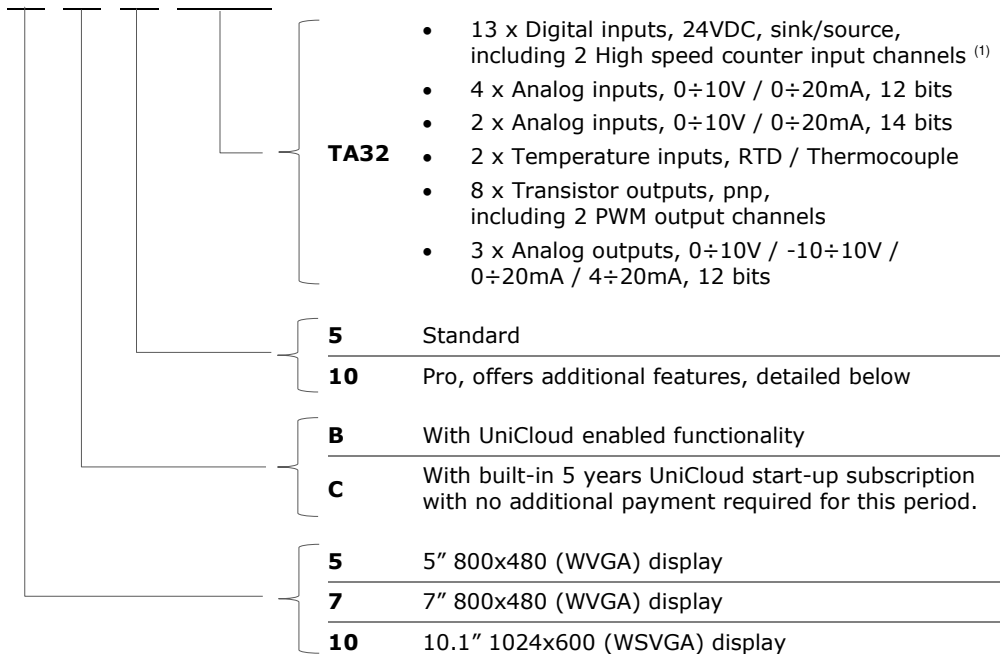 • 13 x Digital inputs, 24VDC, sink/source,
including 2 High speed counter input channels (1)
• 4 x Analog inputs, 0÷10V / 0÷20mA, 12 bits
• 2 x Analog inputs, 0÷10V / 0÷20mA, 14 bits
TA32 • 2 x Temperature inputs, RTD / Thermocouple
• 8 x Transistor outputs, pnp,
including 2 PWM output channels
• 3 x Analog outputs, 0÷10V / -10÷10V /
0÷20mA / 4÷20mA, 12 bits
5 Standard
10 Pro, offers additional features, detailed below
B With UniCloud enabled functionality
C With built-in 5 years UniCloud start-up subscription
with no additional payment required for this period.
5 5” 800x480 (WVGA) display
7 7” 800x480 (WVGA) display
10 10.1” 1024x600 (WSVGA) display